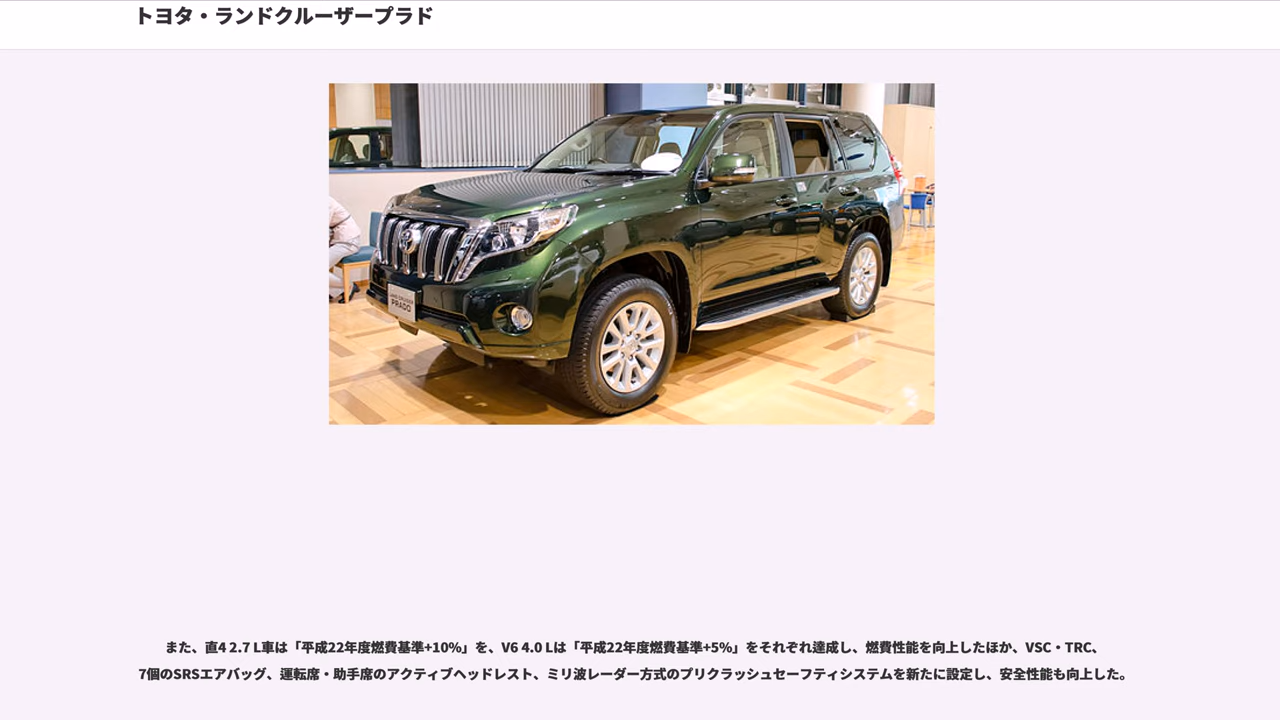 トヨタ・ランドクルーザープラド
LAND CRUISER
PRADO
また、直4 2.7 L車は「平成22年度燃費基準+10%」を、V6 4.0 Lは「平成22年度燃費基準+5%」をそれぞれ達成し、燃費性能を向上したほか、VSC・TRC、
7個のSRSエアバッグ、運転席・助手席のアクティブヘッドレスト、ミリ波レーダー方式のプリクラッシュセーフティシステムを新たに設定し、安全性能も向上した。